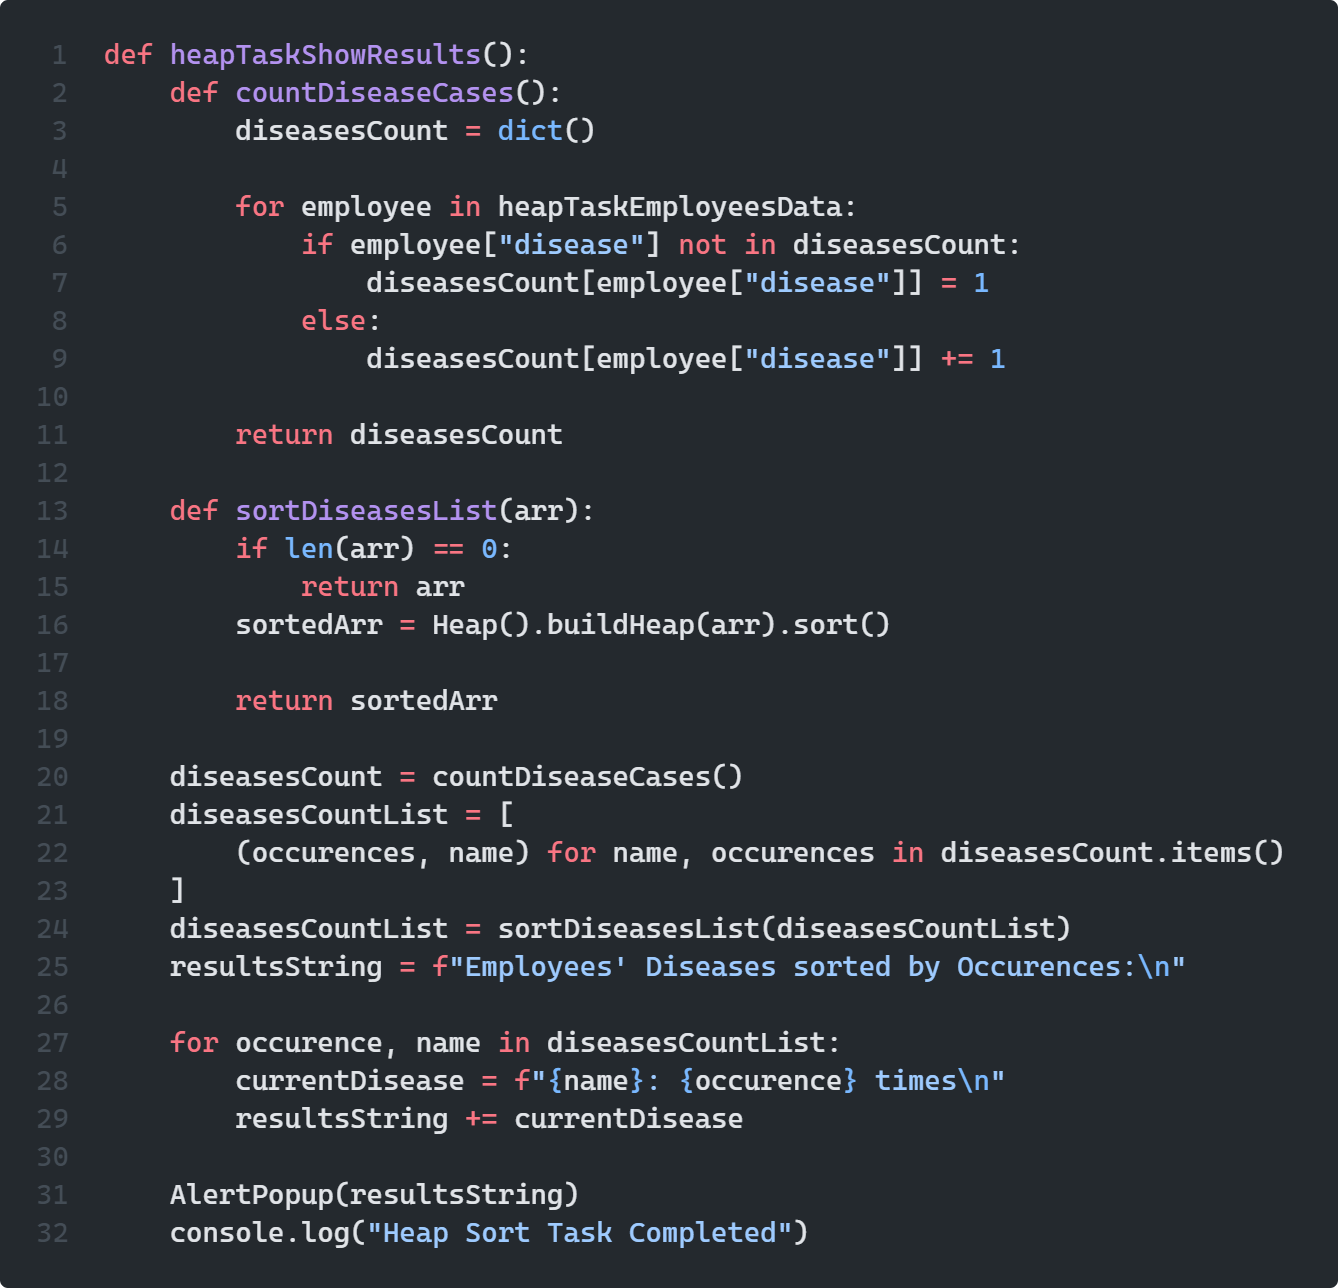 1 def heapTaskShowResults():
2     def countDiseaseCases():
3         diseasesCount = dict()
4
5         for employee in heapTaskEmployeesData:
6             if employee["disease"] not in diseasesCount:
7                 diseasesCount[employee["disease"]] = 1
8             else:
9                 diseasesCount[employee["disease"]] += 1
10
11         return diseasesCount
12
13     def sortDiseasesList(arr):
14         if len(arr) == 0:
15             return arr
16         sortedArr = Heap().buildHeap(arr).sort()
17
18         return sortedArr
19
20     diseasesCount = countDiseaseCases()
21     diseasesCountList = [
22         (occurences, name) for name, occurences in diseasesCount.items()
23     ]
24     diseasesCountList = sortDiseasesList(diseasesCountList)
25     resultsString = f"Employees' Diseases sorted by Occurences:\n"
26
27     for occurence, name in diseasesCountList:
28         currentDisease = f"{name}: {occurence} times\n"
29         resultsString += currentDisease
30
31     AlertPopup(resultsString)
32     console.log("Heap Sort Task Completed")